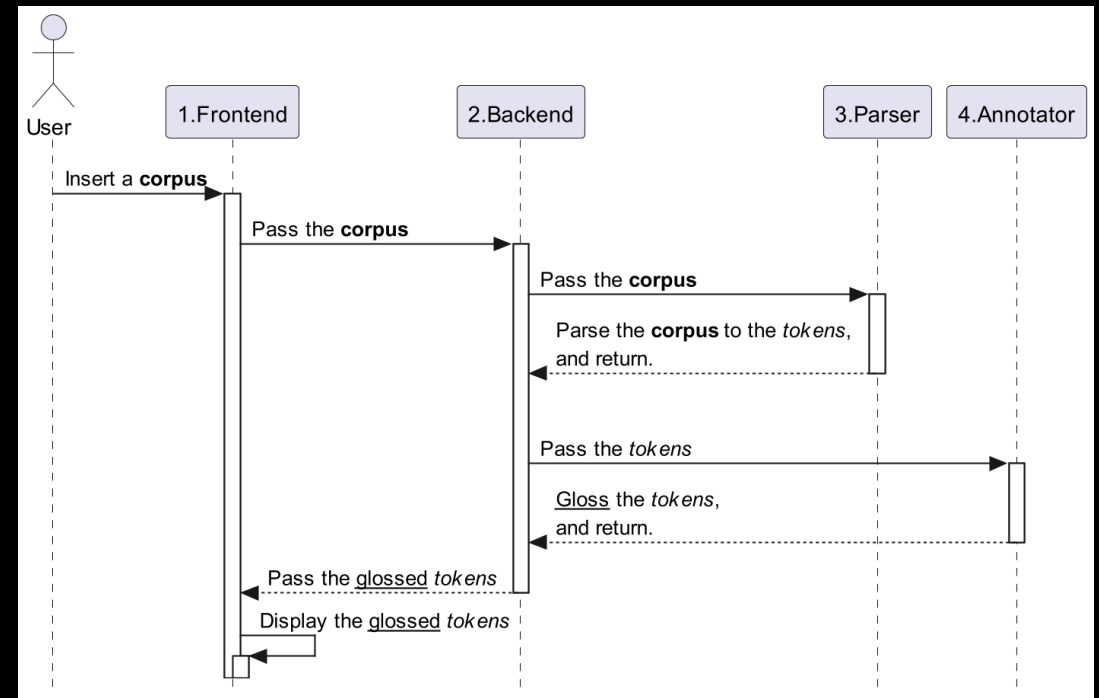 User
1.Frontend
2.Backend
3.Parser
4.Annotator
Insert a corpus
Pass the corpus
Pass the corpus
Parse the corpus to the tokens,
and return.
Pass the tokens
Gloss the tokens,
and return.
Pass the glossed tokens
Display the glossed tokens